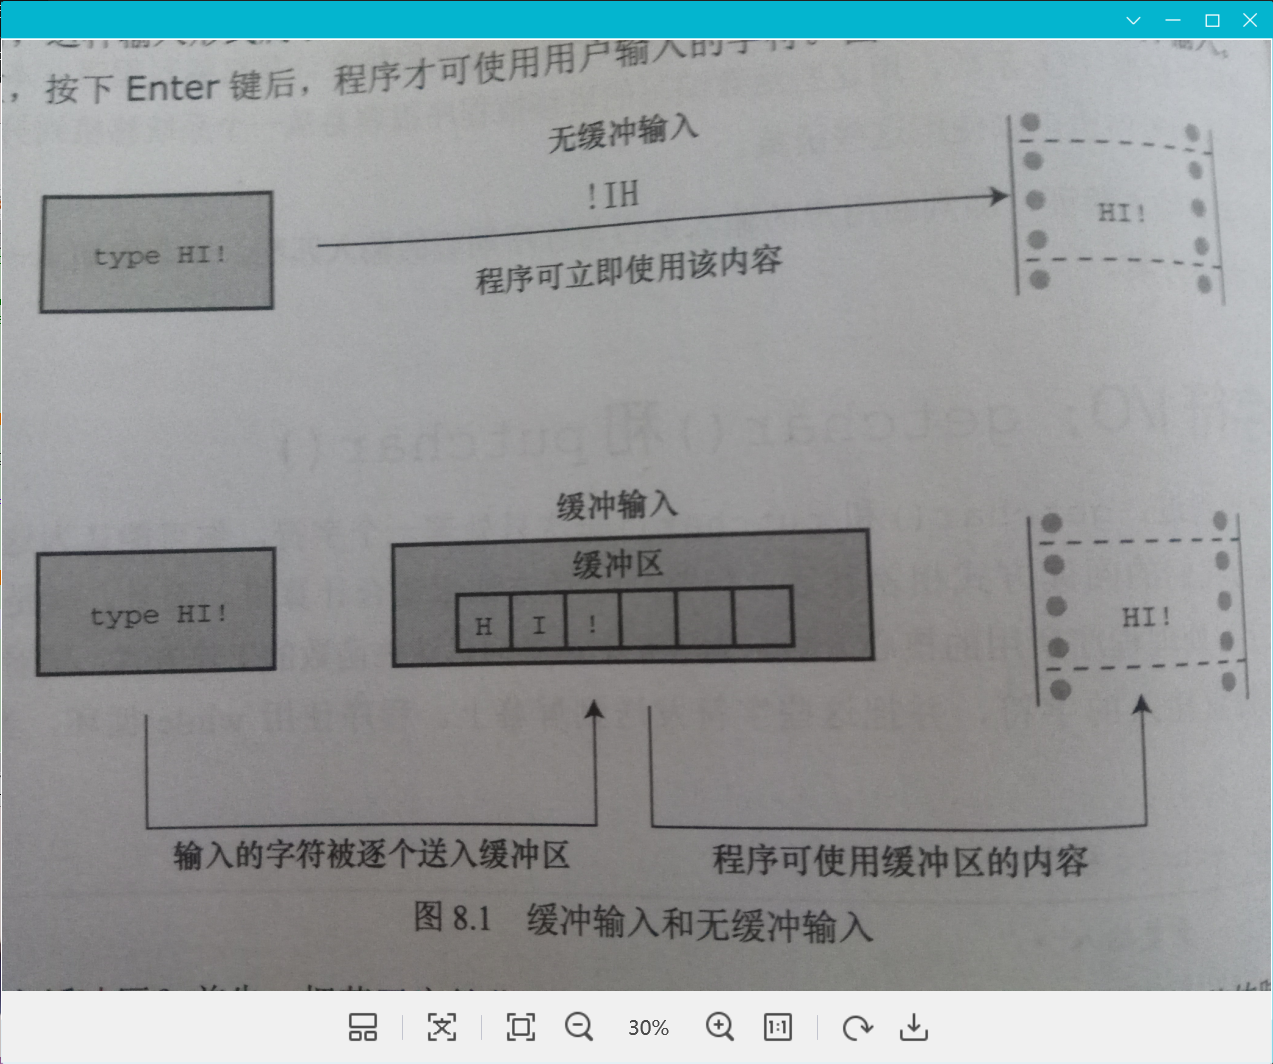 ，按下 Enter 键后，程序才可使用用户输入的字符。
无缓冲输入
!IH
type HI!
HI!
程序可立即使用该内容
缓冲输入
缓冲区
type HI!
H I !
HI!
输入的字符被逐个送入缓冲区
程序可使用缓冲区的内容
图 8.1 缓冲输入和无缓冲输入
30%
1:1